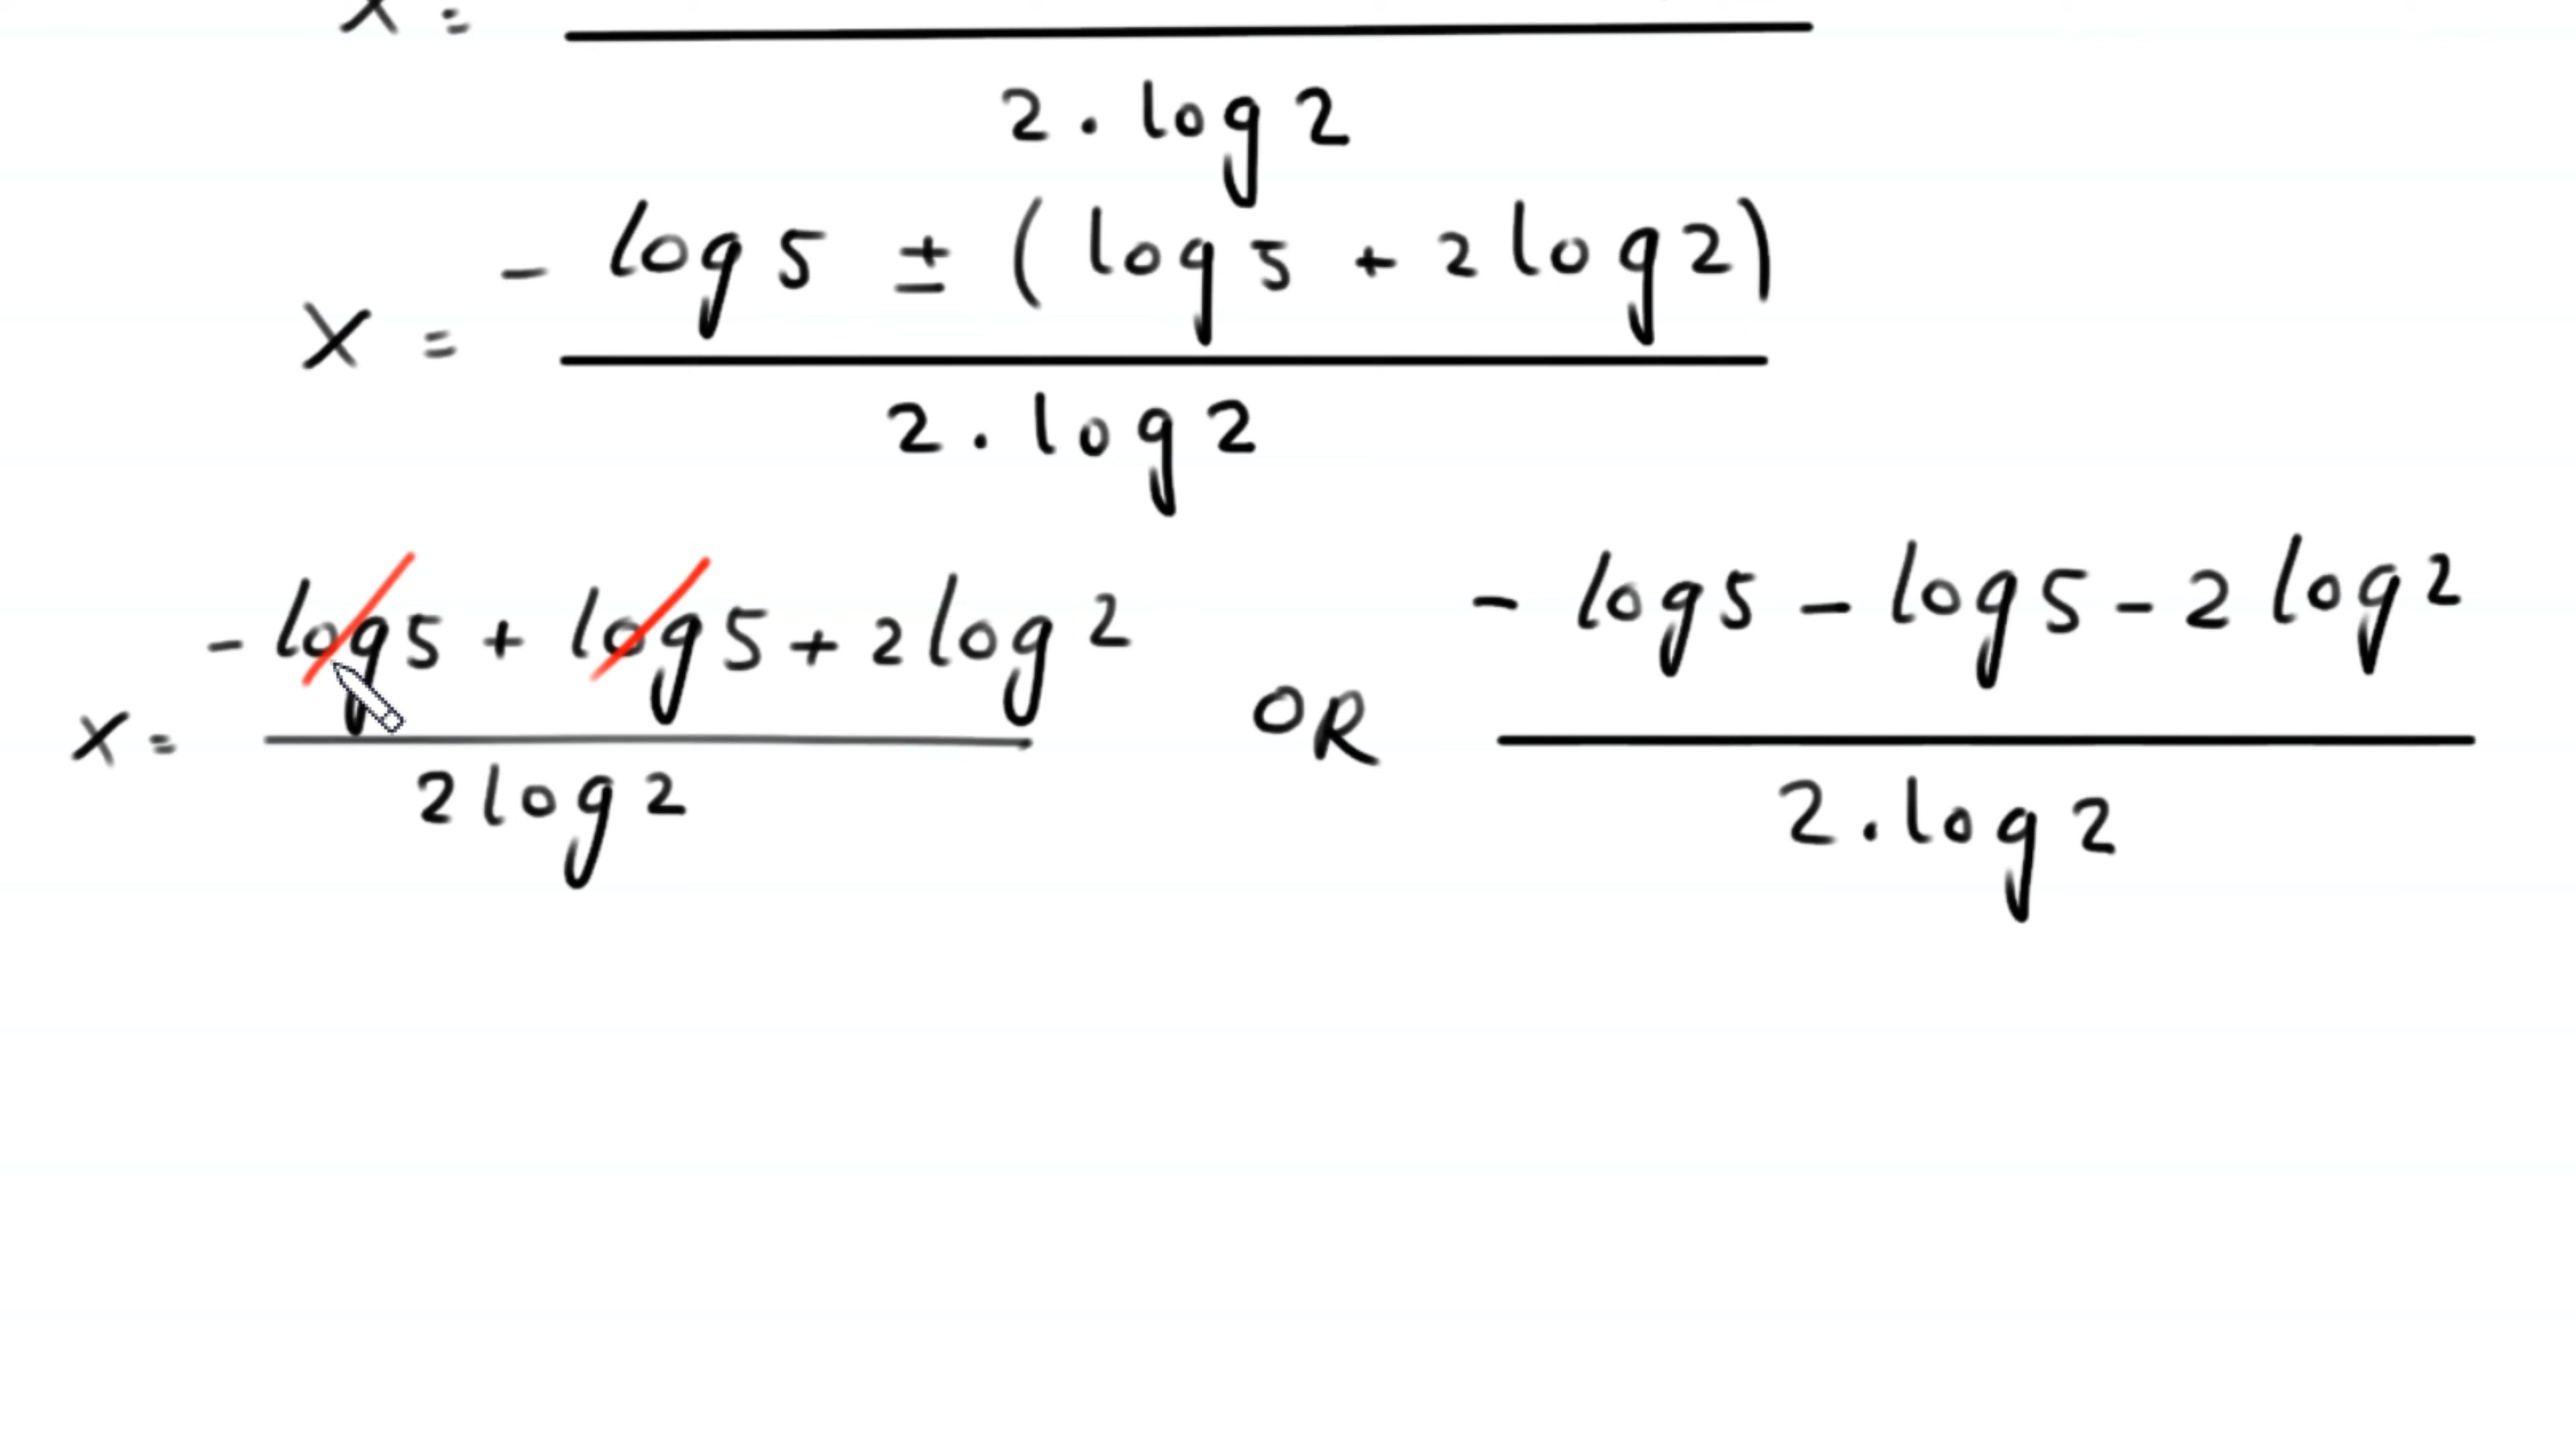 x =
2 . log 2
x = - log 5 ± ( log 5 + 2 log 2 )
2 . log 2
x = - log 5 + log 5 + 2 log 2 OR - log 5 - log 5 - 2 log 2
2 log 2 2 . log 2